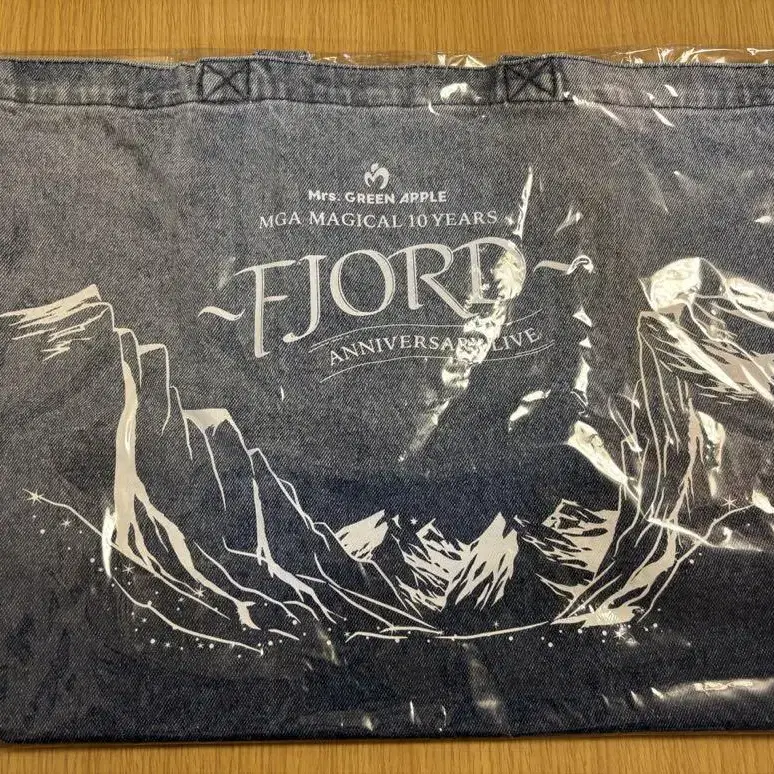 Mrs. GREEN APPLE
MGA MAGICAL 10 YEARS
~FJORD~
ANNIVERSARY LIVE